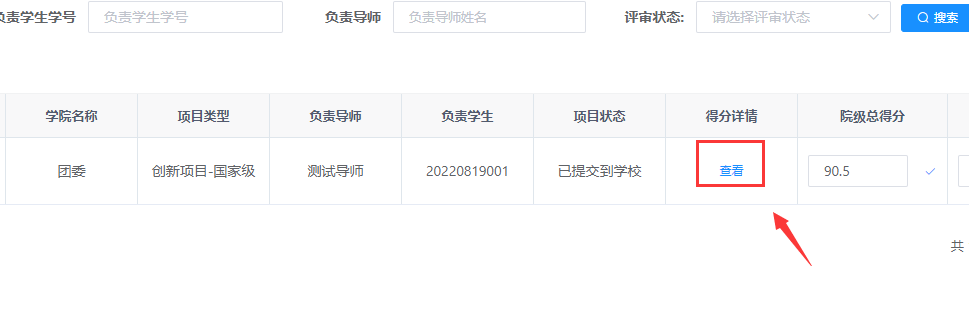 负责学生学号 负责学生学号 负责导师 负责导师姓名 评审状态: 请选择评审状态 搜索
学院名称 项目类型 负责导师 负责学生 项目状态 得分详情 院级总得分
团委 创新项目-国家级 测试导师 20220819001 已提交到学校 查看 90.5
共